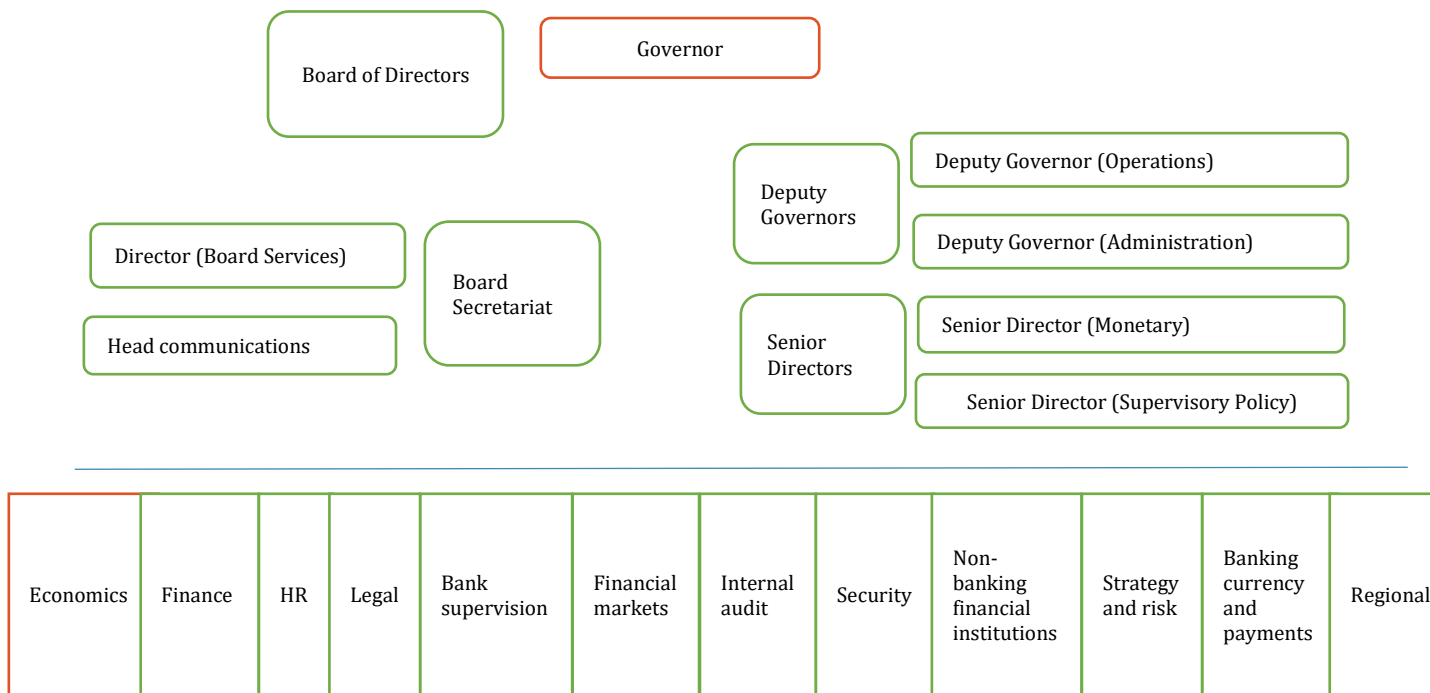 Board of Directors
Governor
Deputy Governor (Operations)
Deputy
Governors
Deputy Governor (Administration)
Director (Board Services)
Board
Secretariat
Head communications
Senior Director (Monetary)
Senior
Directors
Senior Director (Supervisory Policy)
Economics
Finance
HR
Legal
Bank
supervision
Financial
markets
Internal
audit
Security
Non-
banking
financial
institutions
Strategy
and risk
Banking
currency
and
payments
Regional